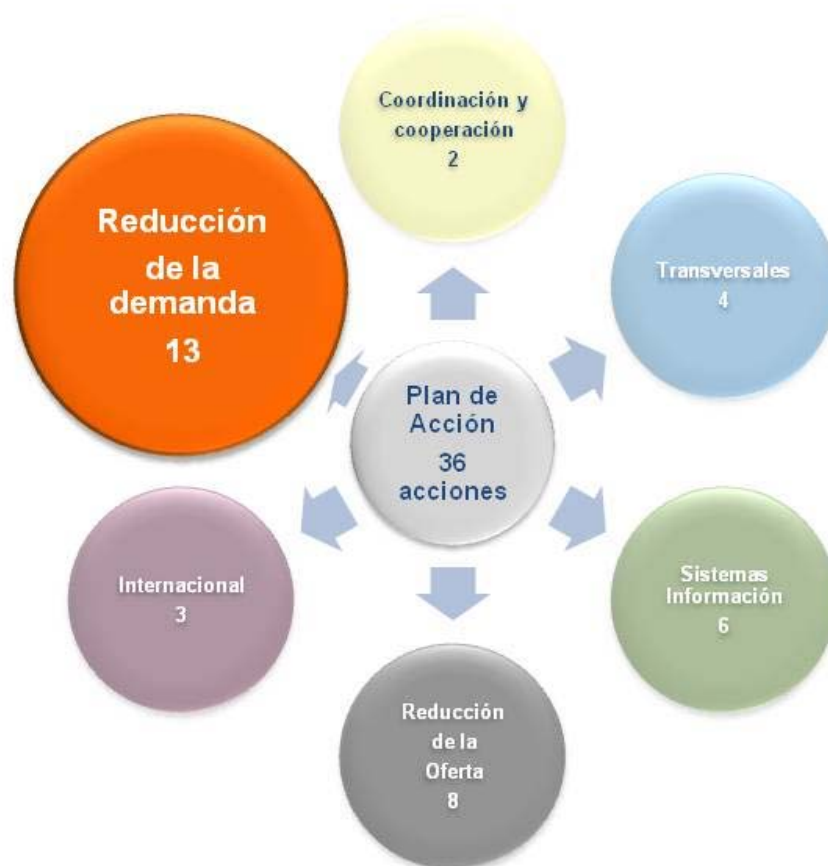 Coordinación y
cooperación
2
Reducción
de la
demanda
13
Transversales
4
Plan de
Acción
36
acciones
Internacional
3
Sistemas
Información
6
Reducción
de la
Oferta
8